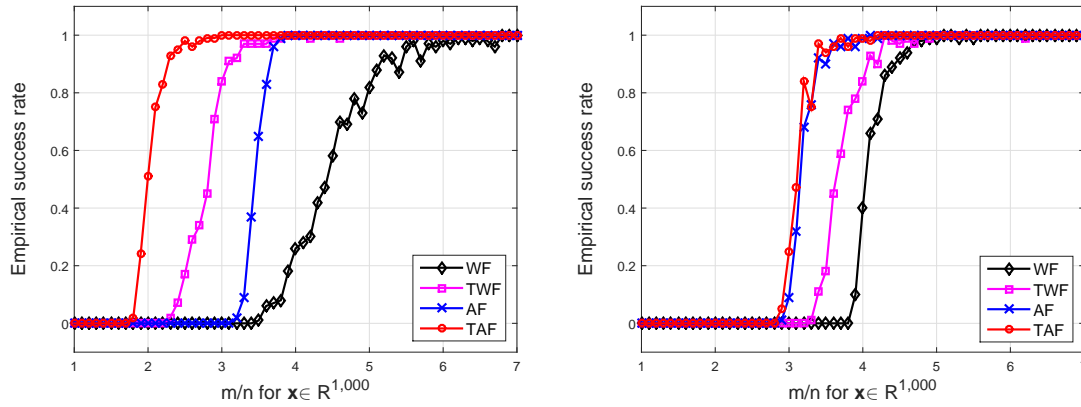 Empirical success rate
1
0.8
0.6
0.4
0.2
0
1 2 3 4 5 6 7
m/n for x∈ R^1,000
WF
TWF
AF
TAF
Empirical success rate
1
0.8
0.6
0.4
0.2
0
1 2 3 4 5 6 7
m/n for x∈ R^1,000
WF
TWF
AF
TAF